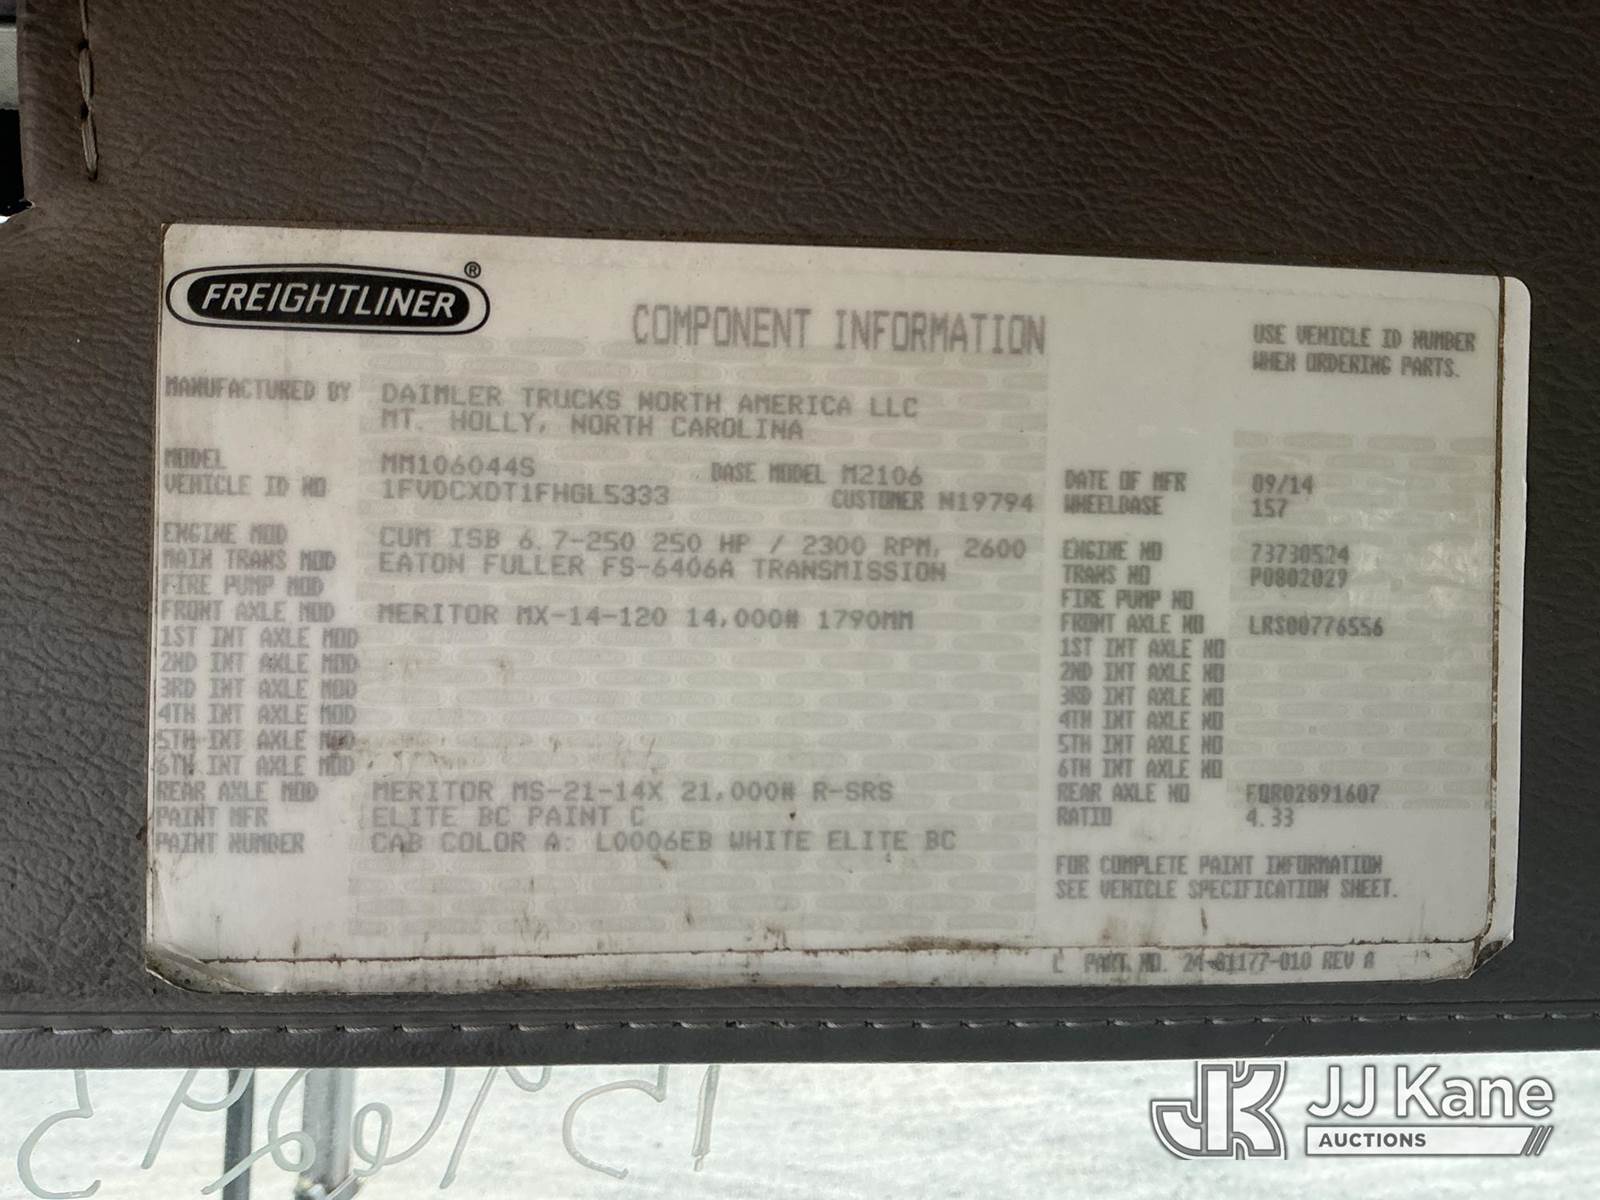 FREIGHTLINER ®
COMPONENT INFORMATION
USE VEHICLE ID NUMBER
WHEN ORDERING PARTS.
MANUFACTURED BY DAIMLER TRUCKS NORTH AMERICA LLC
MT. HOLLY, NORTH CAROLINA
MODEL MM106044S BASE MODEL M2106
VEHICLE ID NO 1FVDCXDT1FHGL5333 CUSTOMER N19794
DATE OF MFR 09/14
WHEELBASE 157
ENGINE MOD CUM ISB 6.7-250 250 HP / 2300 RPM, 2600
MAIN TRANS MOD EATON FULLER FS-6406A TRANSMISSION
FIRE PUMP MOD
FRONT AXLE MOD MERITOR MX-14-120 14,000# 1790MM
1ST INT AXLE MOD
2ND INT AXLE MOD
3RD INT AXLE MOD
4TH INT AXLE MOD
5TH INT AXLE MOD
6TH INT AXLE MOD
REAR AXLE MOD MERITOR MS-21-14X 21,000# R-SRS
PAINT MFR ELITE BC PAINT C
PAINT NUMBER CAB COLOR A: L0006EB WHITE ELITE BC
ENGINE NO 73730524
TRANS NO P0802029
FIRE PUMP NO
FRONT AXLE NO LRS00776556
1ST INT AXLE NO
2ND INT AXLE NO
3RD INT AXLE NO
4TH INT AXLE NO
5TH INT AXLE NO
6TH INT AXLE NO
REAR AXLE NO FQR02891607
RATIO 4.33
FOR COMPLETE PAINT INFORMATION
SEE VEHICLE SPECIFICATION SHEET.
PART NO. 24-01177-010 REV A
JK JJ Kane
AUCTIONS